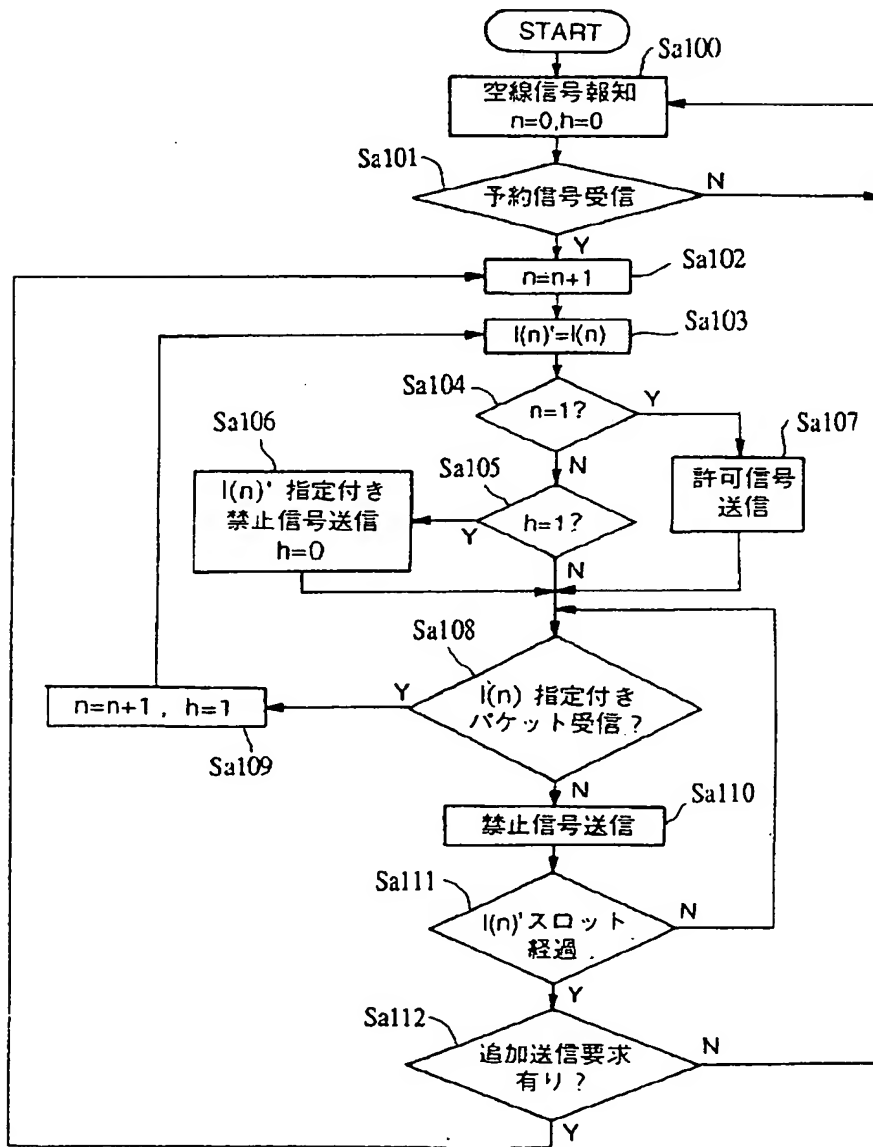 START
Sa100
空線信号報知
n=0,h=0
Sa101
予約信号受信
N
Y
n=n+1
Sa102
l(n)'=l(n)
Sa103
Sa104
n=1?
Y
N
Sa106
l(n)' 指定付き
禁止信号送信
h=0
Sa105
h=1?
Y
N
Sa107
許可信号
送信
Sa108
l(n) 指定付き
パケット受信?
Y
N
n=n+1, h=1
Sa109
Sa110
禁止信号送信
Sa111
l(n)'スロット
経過
N
Y
Sa112
追加送信要求
有り?
N
Y